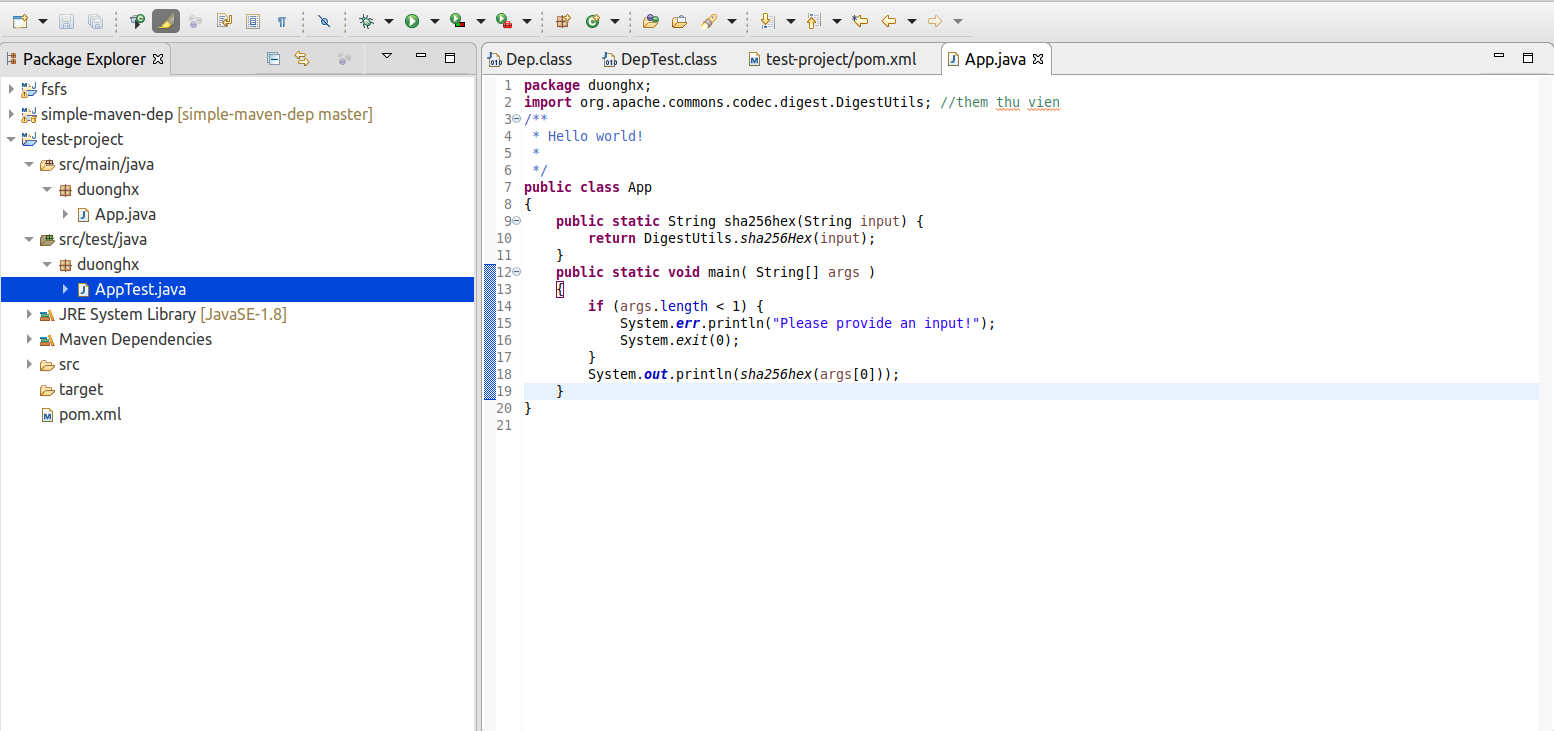 Package Explorer
fsfs
simple-maven-dep [simple-maven-dep master]
test-project
src/main/java
duonghx
App.java
src/test/java
duonghx
AppTest.java
JRE System Library [JavaSE-1.8]
Maven Dependencies
src
target
pom.xml
Dep.class DepTest.class test-project/pom.xml App.java
1 package duonghx;
2 import org.apache.commons.codec.digest.DigestUtils; //them thu vien
3 /**
4 * Hello world!
5 *
6 */
7 public class App
8 {
9 public static String sha256hex(String input) {
10 return DigestUtils.sha256Hex(input);
11 }
12 public static void main( String[] args )
13 {
14 if (args.length < 1) {
15 System.err.println("Please provide an input!");
16 System.exit(0);
17 }
18 System.out.println(sha256hex(args[0]));
19 }
20 }
21